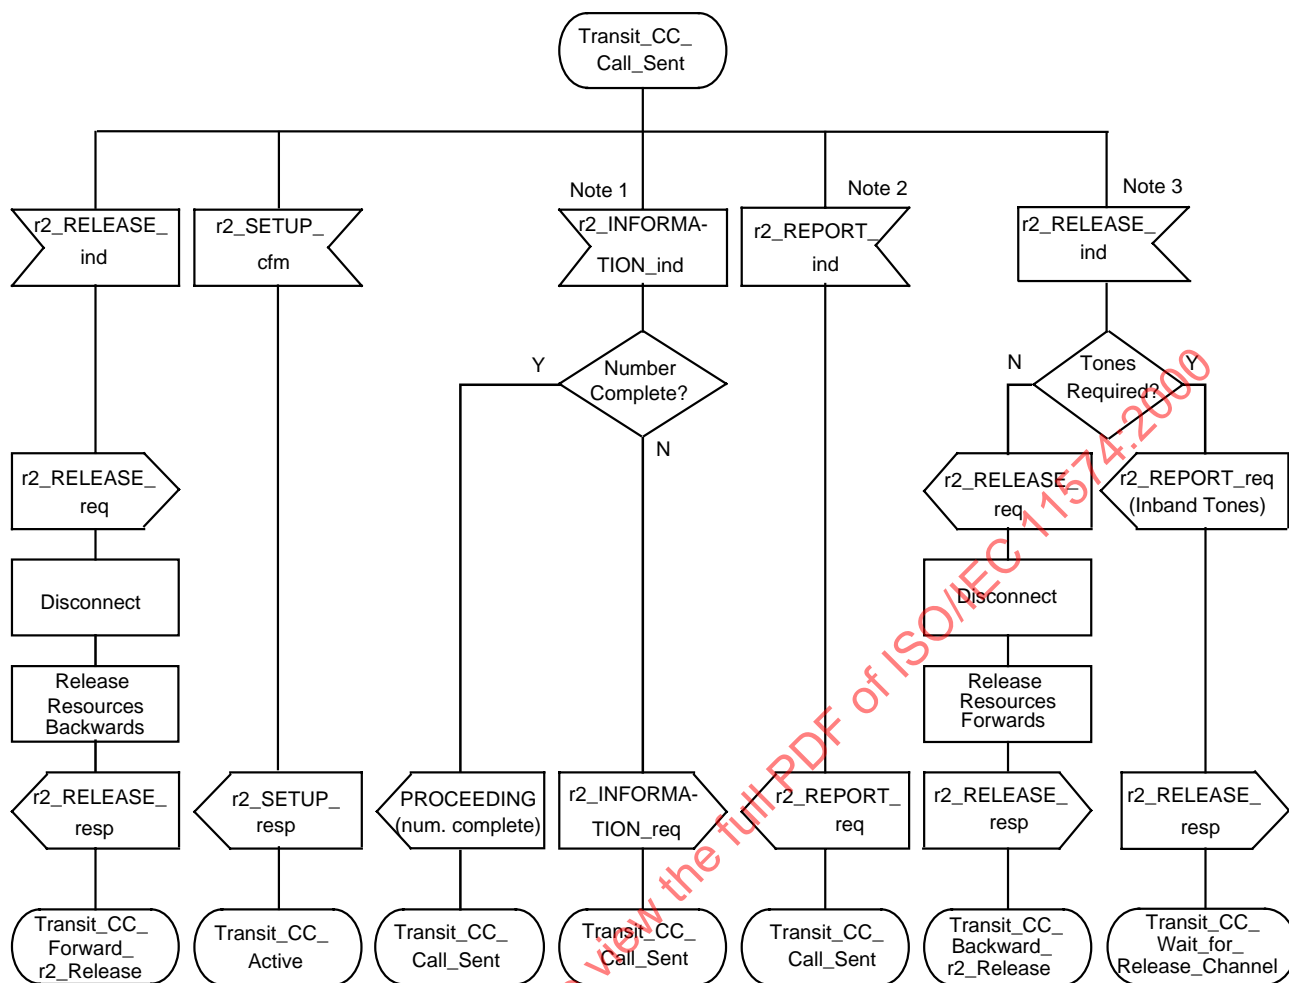 Transit_CC_
Call_Sent
Note 1
Note 2
Note 3
r2_RELEASE_
ind
r2_SETUP_
cfm
r2_INFORMA-
TION_ind
r2_REPORT_
ind
r2_RELEASE_
ind
Y
Number
Complete?
N
N
Tones
Required?
Y
r2_RELEASE_
req
r2_RELEASE_
req
r2_REPORT_req
(Inband Tones)
Disconnect
Disconnect
Release
Resources
Backwards
Release
Resources
Forwards
r2_RELEASE_
resp
r2_SETUP_
resp
PROCEEDING
(num. complete)
r2_INFORMA-
TION_req
r2_REPORT_
req
r2_RELEASE_
resp
r2_RELEASE_
resp
Transit_CC_
Forward_
r2_Release
Transit_CC_
Active
Transit_CC_
Call_Sent
Transit_CC_
Call_Sent
Transit_CC_
Call_Sent
Transit_CC_
Backward_
r2_Release
Transit_CC_
Wait_for_
Release_Channel
view the full PDF of ISO/IEC 11574:2000